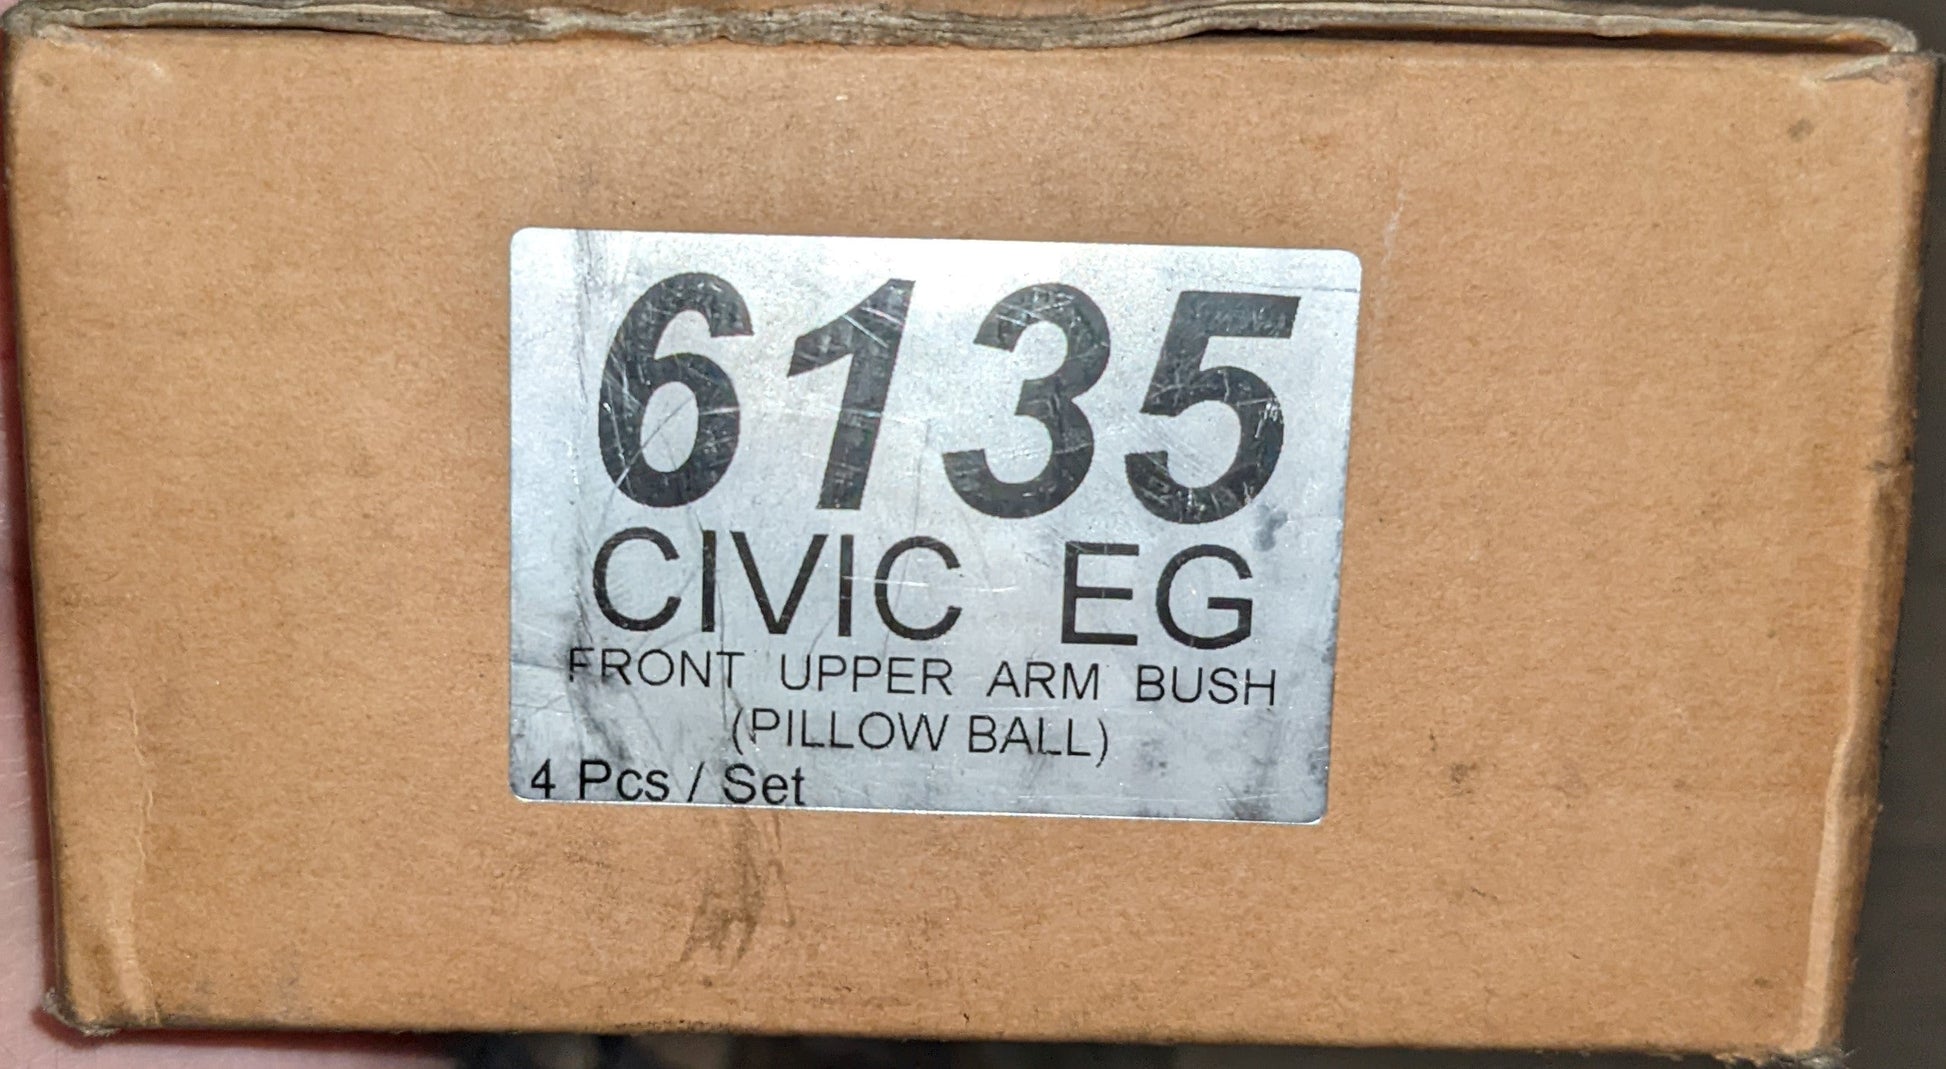 6135
CIVIC EG
FRONT UPPER ARM BUSH
(PILLOW BALL)
4 Pcs / Set